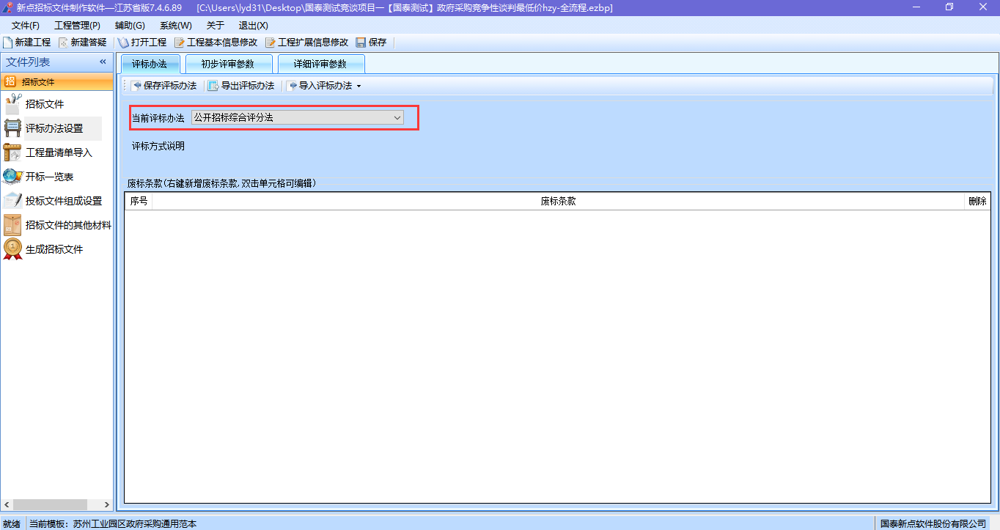 新点招标文件制作软件—江苏省版7.4.6.89 [C:\Users\lyd31\Desktop\国泰测试竞谈项目一【国泰测试】政府采购竞争性谈判最低价hzy-全流程.ezbp]
文件(F) 工程管理(P) 辅助(G) 系统(W) 关于 退出(X)
新建工程 新建答疑 打开工程 工程基本信息修改 工程扩展信息修改 保存
文件列表 «
评标办法 初步评审参数 详细评审参数
招 招标文件
保存评标办法 导出评标办法 导入评标办法
招标文件
评标办法设置
工程量清单导入
开标一览表
投标文件组成设置
招标文件的其他材料
生成招标文件
当前评标办法 公开招标综合评分法
评标方式说明
废标条款(右键新增废标条款,双击单元格可编辑)
序号 废标条款 删除
就绪 当前模板：苏州工业园区政府采购通用范本 国泰新点软件股份有限公司